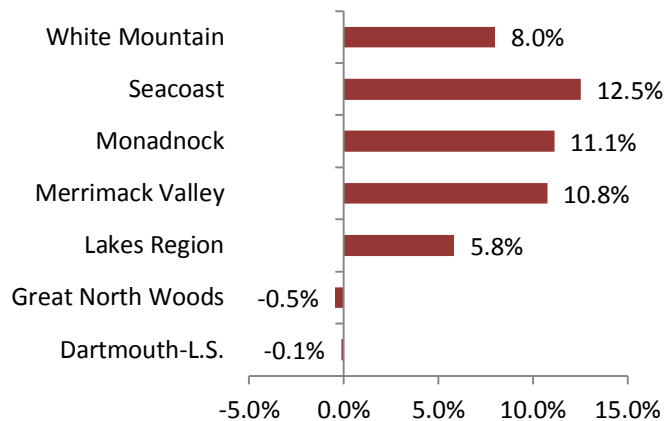 White Mountain 8.0%
Seacoast 12.5%
Monadnock 11.1%
Merrimack Valley 10.8%
Lakes Region 5.8%
Great North Woods -0.5%
Dartmouth-L.S. -0.1%
-5.0% 0.0% 5.0% 10.0% 15.0%